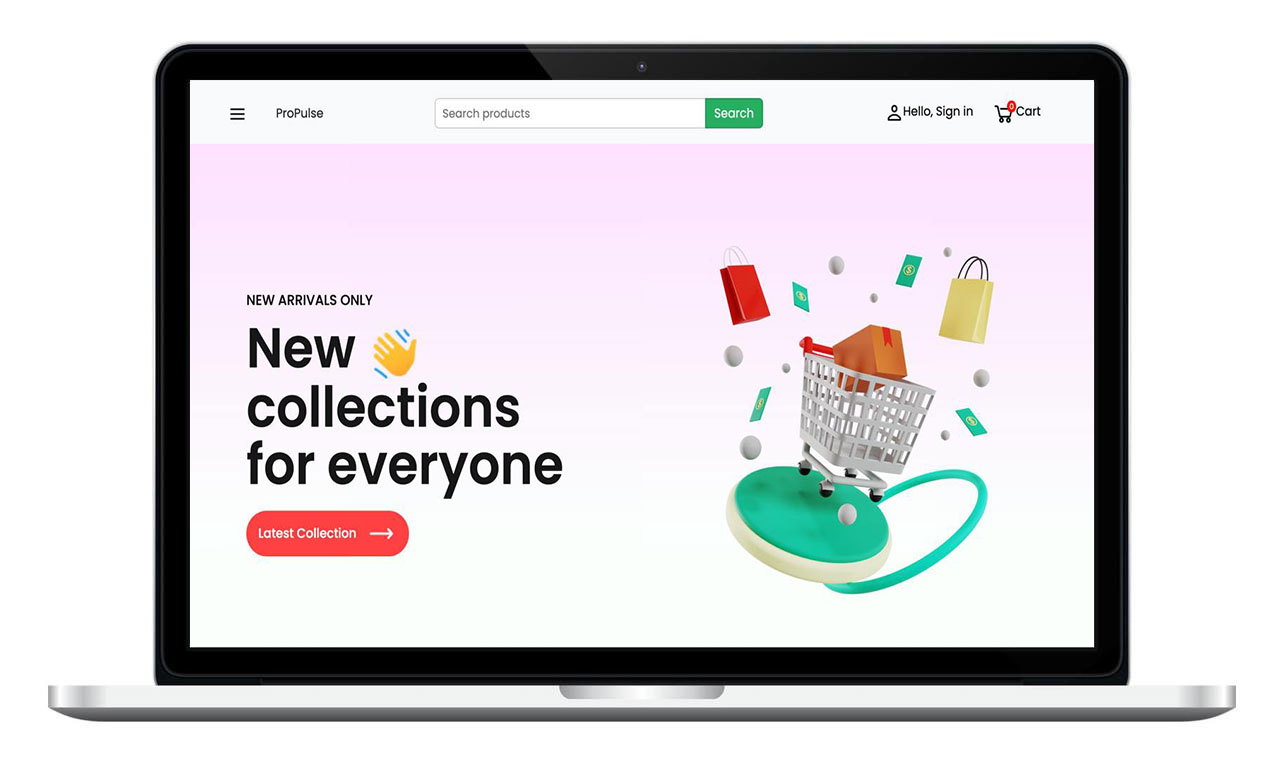 ProPulse
Search products
Search
Hello, Sign in
0
Cart
NEW ARRIVALS ONLY
New 👋
collections
for everyone
Latest Collection →